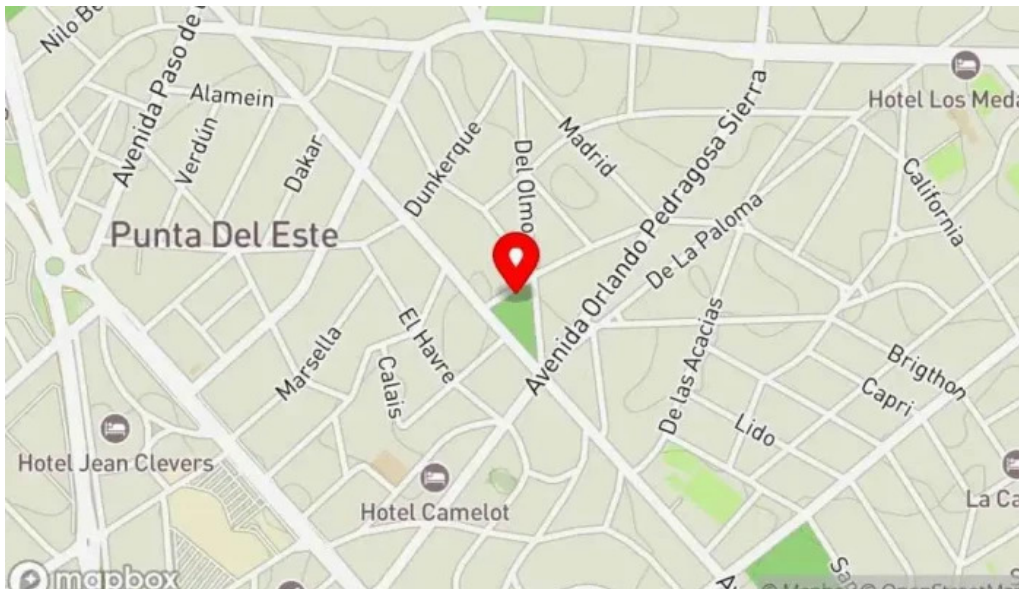 Nilo Be
Avenida Paso de
Alamein
Verdún
Dakar
Dunkerque
Del Olmo
Madrid
Avenida Orlando Pedragosa Sierra
Hotel Los Meda
California
Punta Del Este
De La Paloma
Marsella
El Havre
Calais
De las Acacias
Brigthon
Capri
Lido
Hotel Jean Clevers
Hotel Camelot
La Ca
San
mapbox